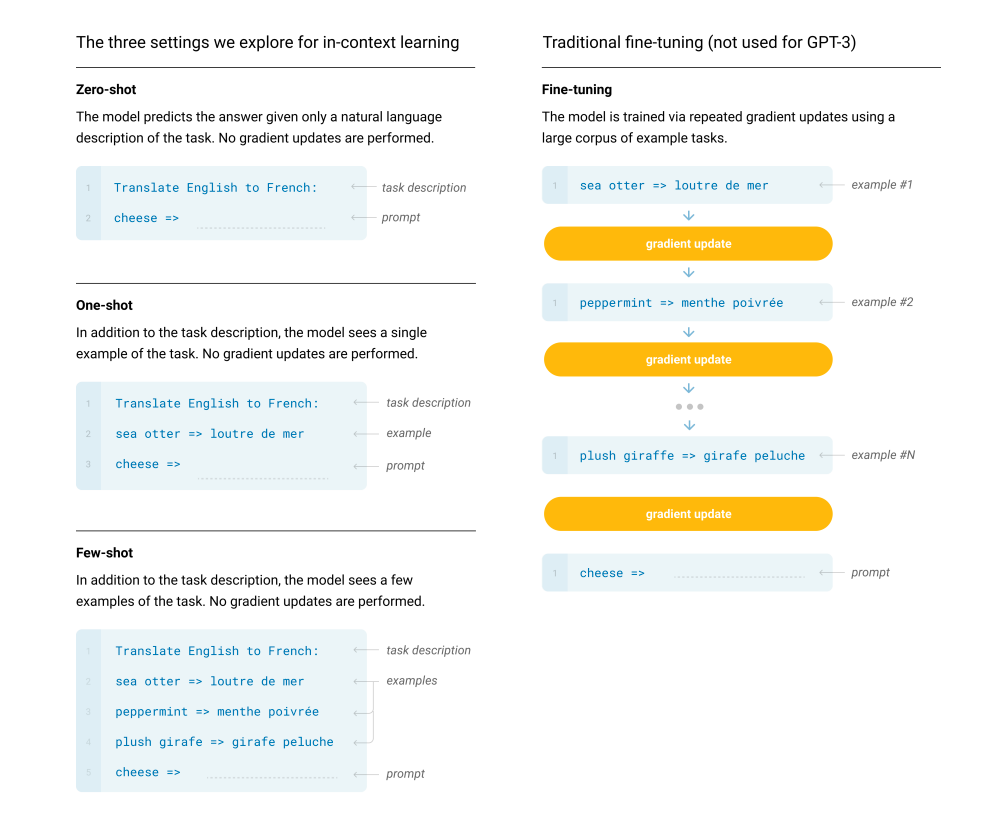 The three settings we explore for in-context learning
Zero-shot
The model predicts the answer given only a natural language
description of the task. No gradient updates are performed.
1 Translate English to French: task description
2 cheese => prompt
One-shot
In addition to the task description, the model sees a single
example of the task. No gradient updates are performed.
1 Translate English to French: task description
2 sea otter => loutre de mer example
3 cheese => prompt
Few-shot
In addition to the task description, the model sees a few
examples of the task. No gradient updates are performed.
1 Translate English to French: task description
2 sea otter => loutre de mer examples
3 peppermint => menthe poivrée
4 plush girafe => girafe peluche
5 cheese => prompt
Traditional fine-tuning (not used for GPT-3)
Fine-tuning
The model is trained via repeated gradient updates using a
large corpus of example tasks.
1 sea otter => loutre de mer example #1
gradient update
1 peppermint => menthe poivrée example #2
gradient update
1 plush giraffe => girafe peluche example #N
gradient update
1 cheese => prompt